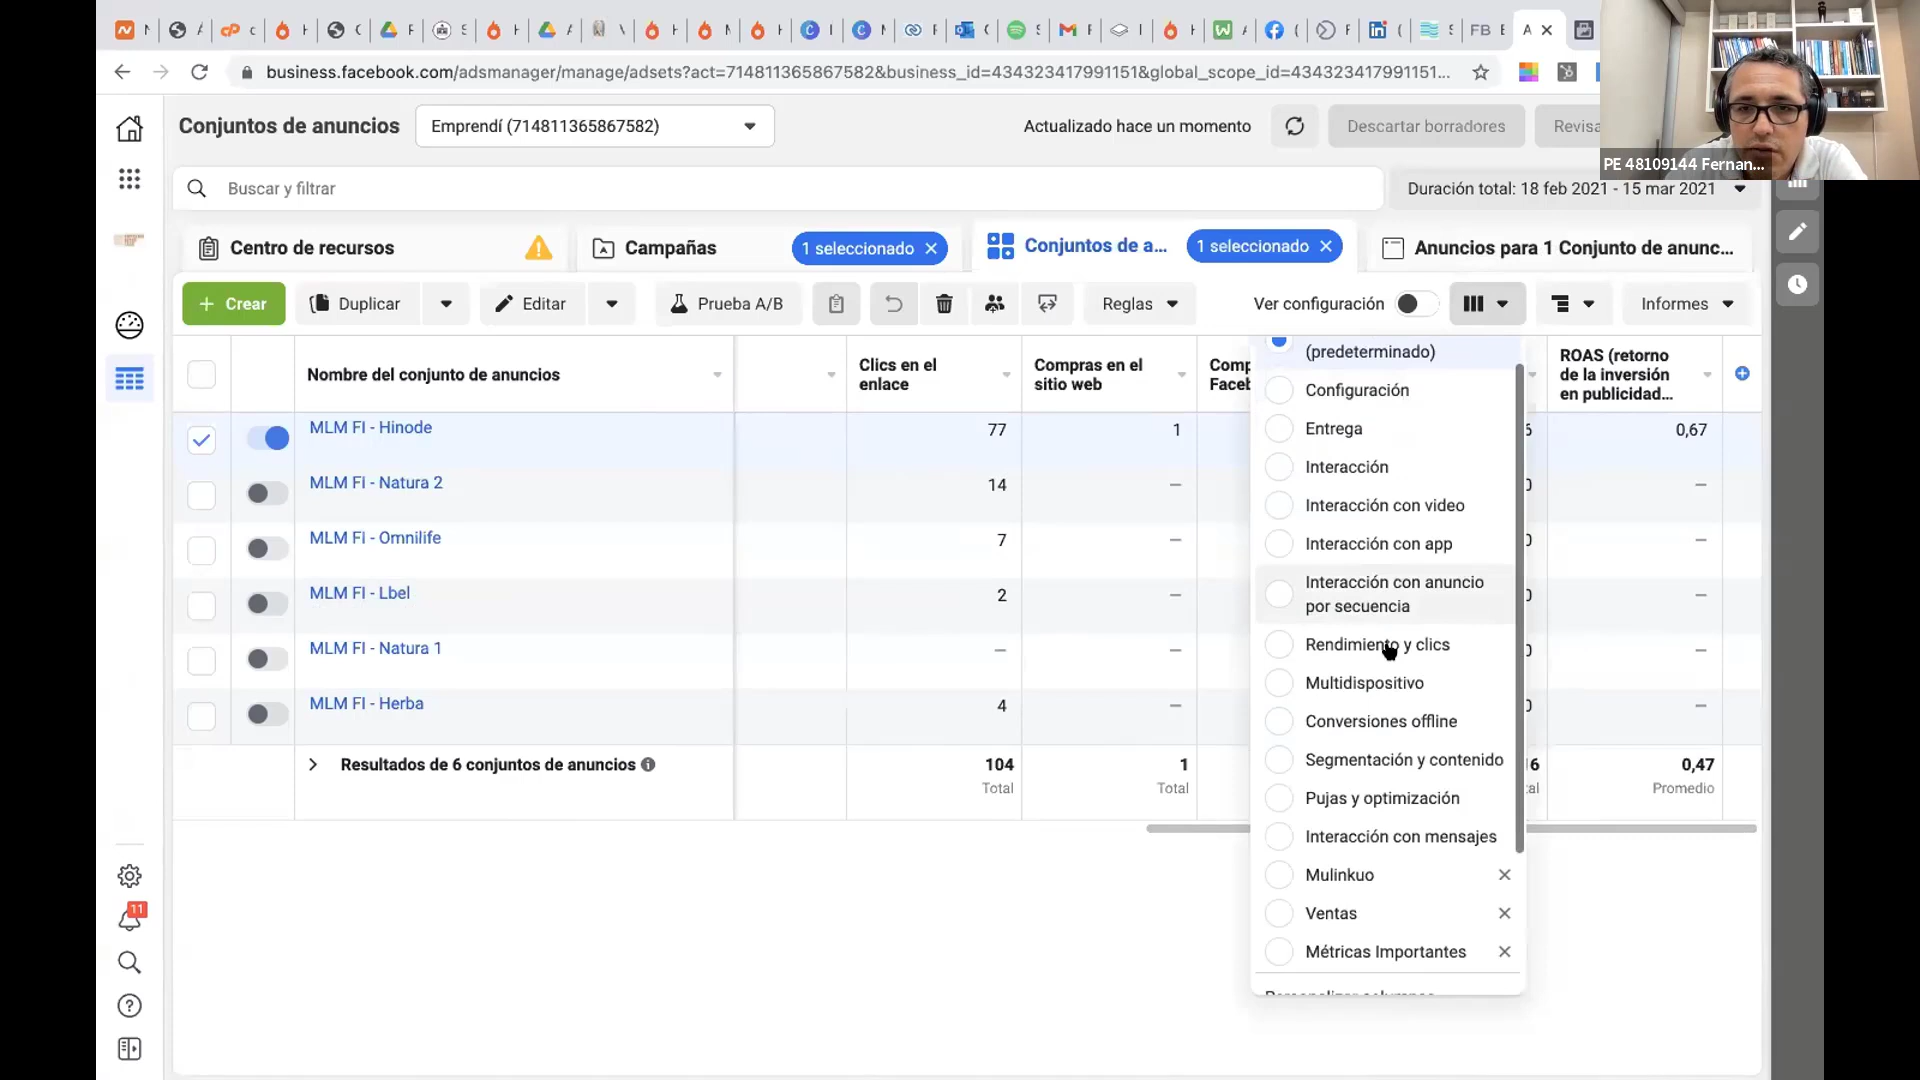 business.facebook.com/adsmanager/manage/adsets?act=714811365867582&business_id=434323417991151&global_scope_id=434323417991151...
Conjuntos de anuncios
Emprendí (714811365867582)
Actualizado hace un momento
Descartar borradores
PE 48109144 Fernan...
Buscar y filtrar
Duración total: 18 feb 2021 - 15 mar 2021
Centro de recursos
Campañas
1 seleccionado
Conjuntos de a...
1 seleccionado
Anuncios para 1 Conjunto de anunc...
Crear
Duplicar
Editar
Prueba A/B
Reglas
Ver configuración
Informes
Nombre del conjunto de anuncios
Clics en el
enlace
Compras en el
sitio web
ROAS (retorno
de la inversión
en publicidad...
MLM FI - Hinode
77
1
0,67
MLM FI - Natura 2
14
—
—
MLM FI - Omnilife
7
—
—
MLM FI - Lbel
2
—
—
MLM FI - Natura 1
—
—
—
MLM FI - Herba
4
—
—
Resultados de 6 conjuntos de anuncios
104
Total
1
Total
0,47
Promedio
(predeterminado)
Configuración
Entrega
Interacción
Interacción con video
Interacción con app
Interacción con anuncio
por secuencia
Rendimiento y clics
Multidispositivo
Conversiones offline
Segmentación y contenido
Pujas y optimización
Interacción con mensajes
Mulinkuo
Ventas
Métricas Importantes
11